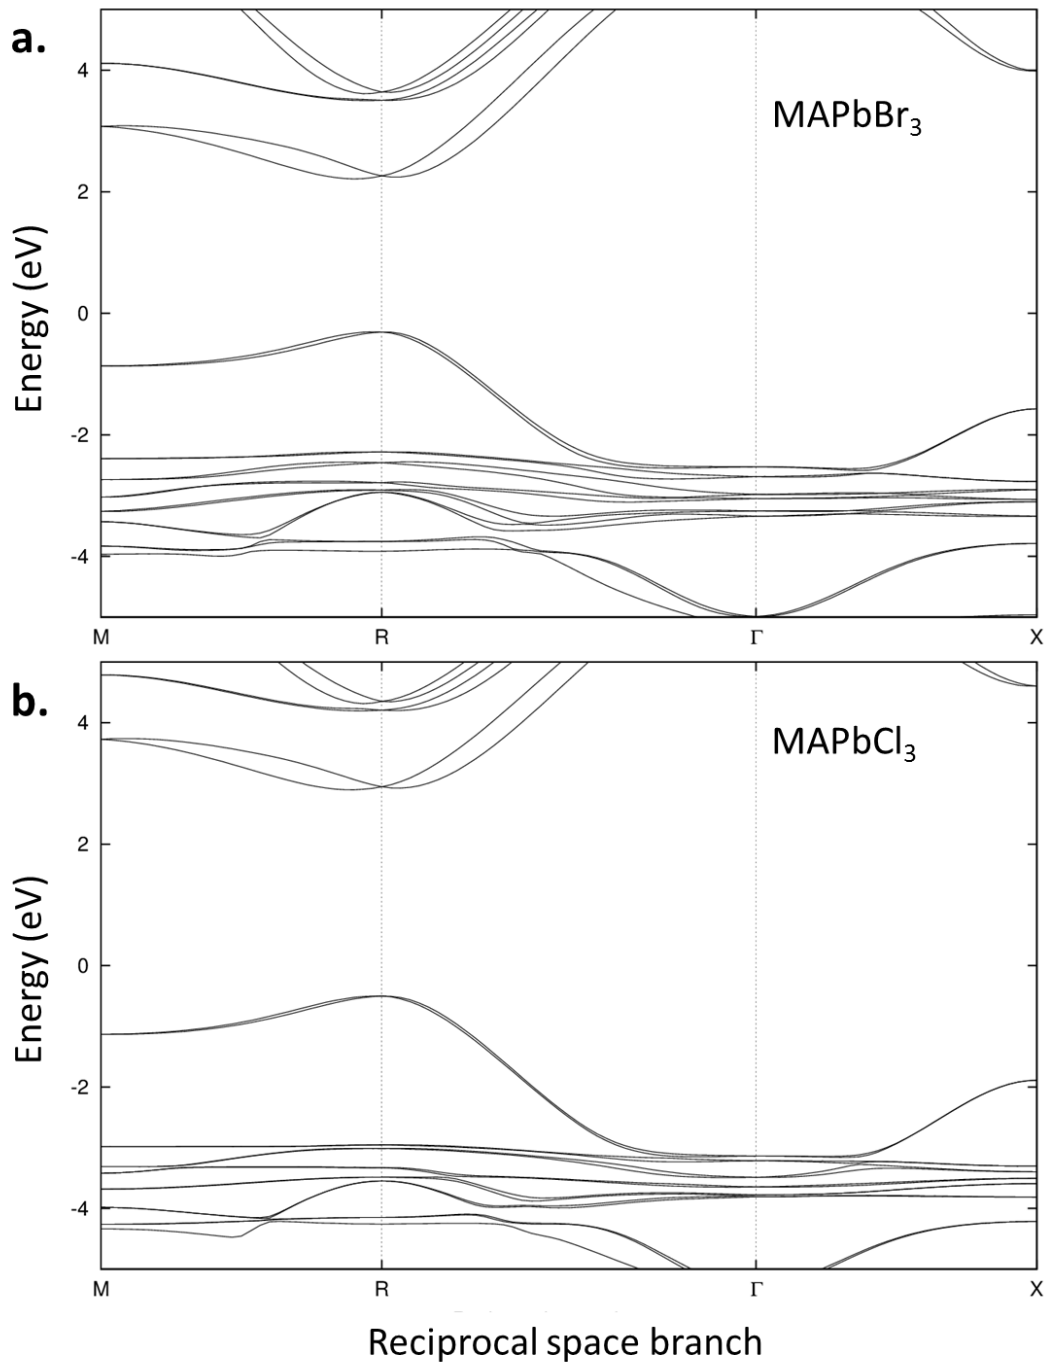 a.
MAPbBr₃
Energy (eV)
4
2
0
-2
-4
M R Γ X
b.
MAPbCl₃
Energy (eV)
4
2
0
-2
-4
M R Γ X
Reciprocal space branch